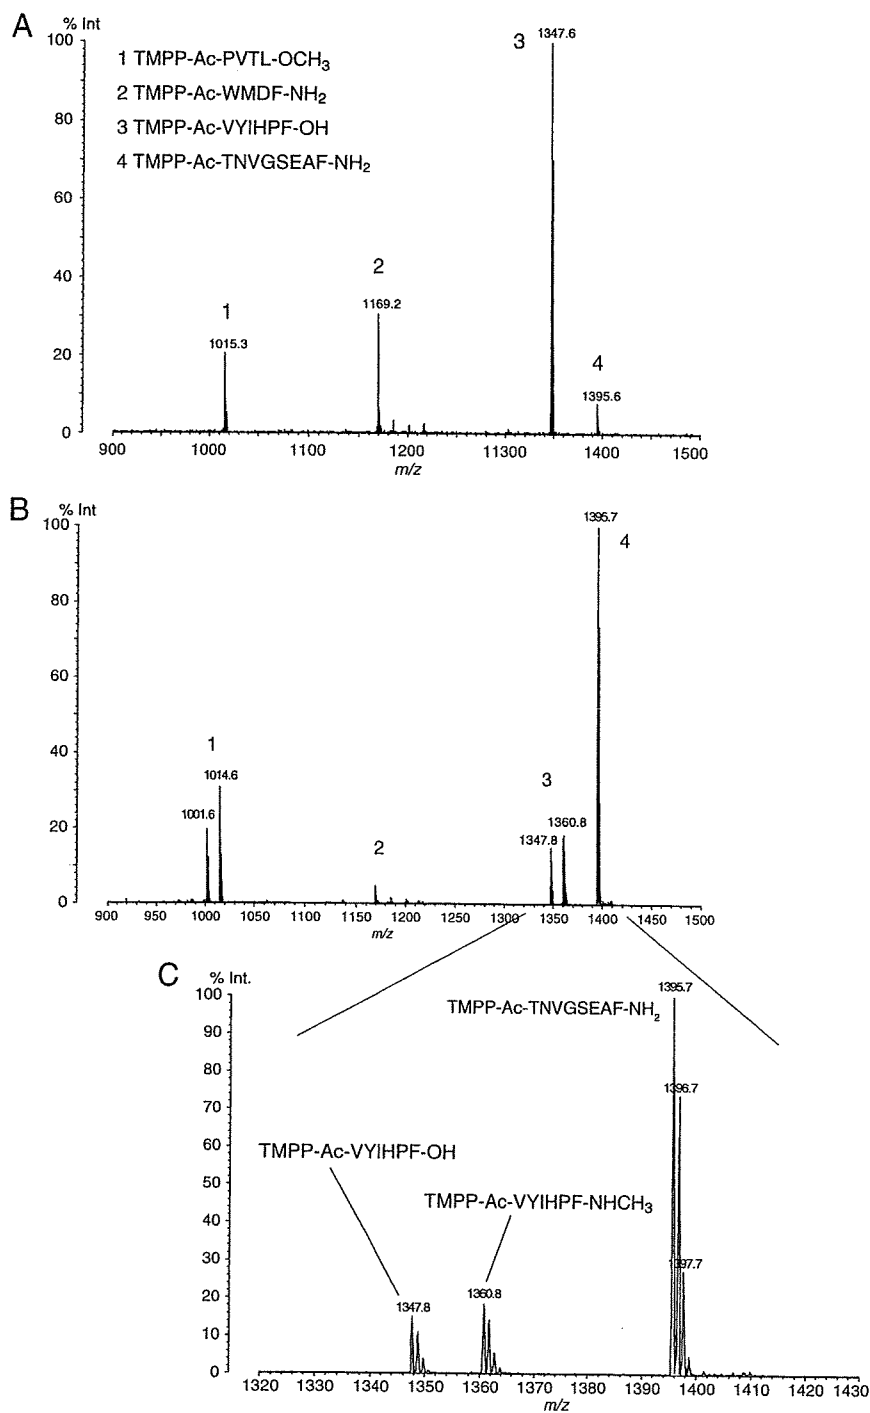 A
% Int
1 TMPP-Ac-PVTL-OCH3
2 TMPP-Ac-WMDF-NH2
3 TMPP-Ac-VYIHPF-OH
4 TMPP-Ac-TNVGSEAF-NH2
3 1347.6
2
1169.2
1
1015.3
4
1395.6
100
80
60
40
20
0
900 1000 1100 1200 11300 1400 1500
m/z
B
% Int
1395.7
4
1
1014.6
1001.6
2
3
1360.8
1347.8
100
80
60
40
20
0
900 950 1000 1050 1100 1150 1200 1250 1300 1350 1400 1450 1500
m/z
C
% Int.
1395.7
TMPP-Ac-TNVGSEAF-NH2
1396.7
TMPP-Ac-VYIHPF-OH
TMPP-Ac-VYIHPF-NHCH3
1397.7
1347.8
1360.8
100
90
80
70
60
50
40
30
20
10
0
1320 1330 1340 1350 1360 1370 1380 1390 1400 1410 1420 1430
m/z